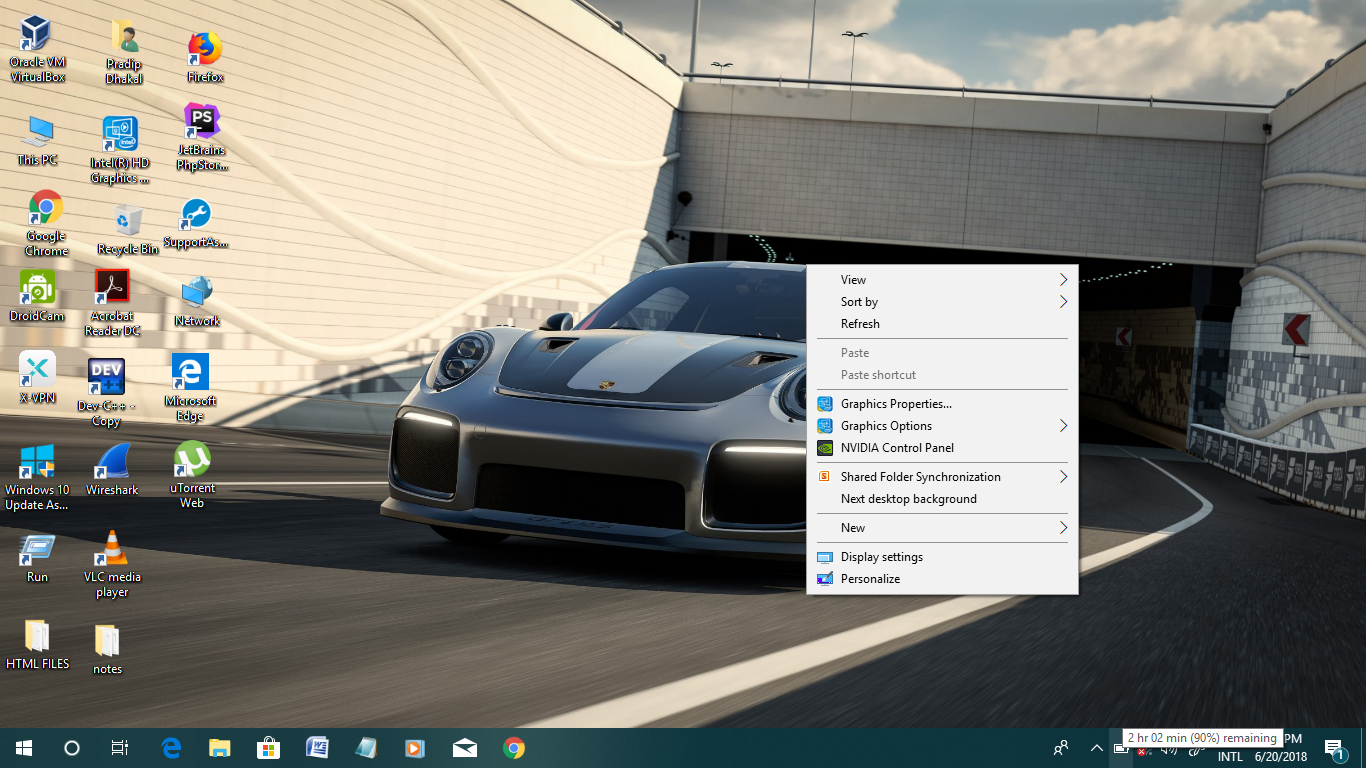 Oracle VM
VirtualBox
Pradip
Dhakal
Firefox
This PC
Intel(R) HD
Graphics ...
PS
JetBrains
PhpStor...
Google
Chrome
Recycle Bin
SupportAs...
DroidCam
Acrobat
Reader DC
Network
X-VPN
DEV
Dev-C++ -
Copy
Microsoft
Edge
Windows 10
Update As...
Wireshark
uTorrent
Web
Run
VLC media
player
HTML FILES
notes
View
Sort by
Refresh
Paste
Paste shortcut
Graphics Properties...
Graphics Options
NVIDIA Control Panel
Shared Folder Synchronization
Next desktop background
New
Display settings
Personalize
2 hr 02 min (90%) remaining
PM
INTL
6/20/2018
1